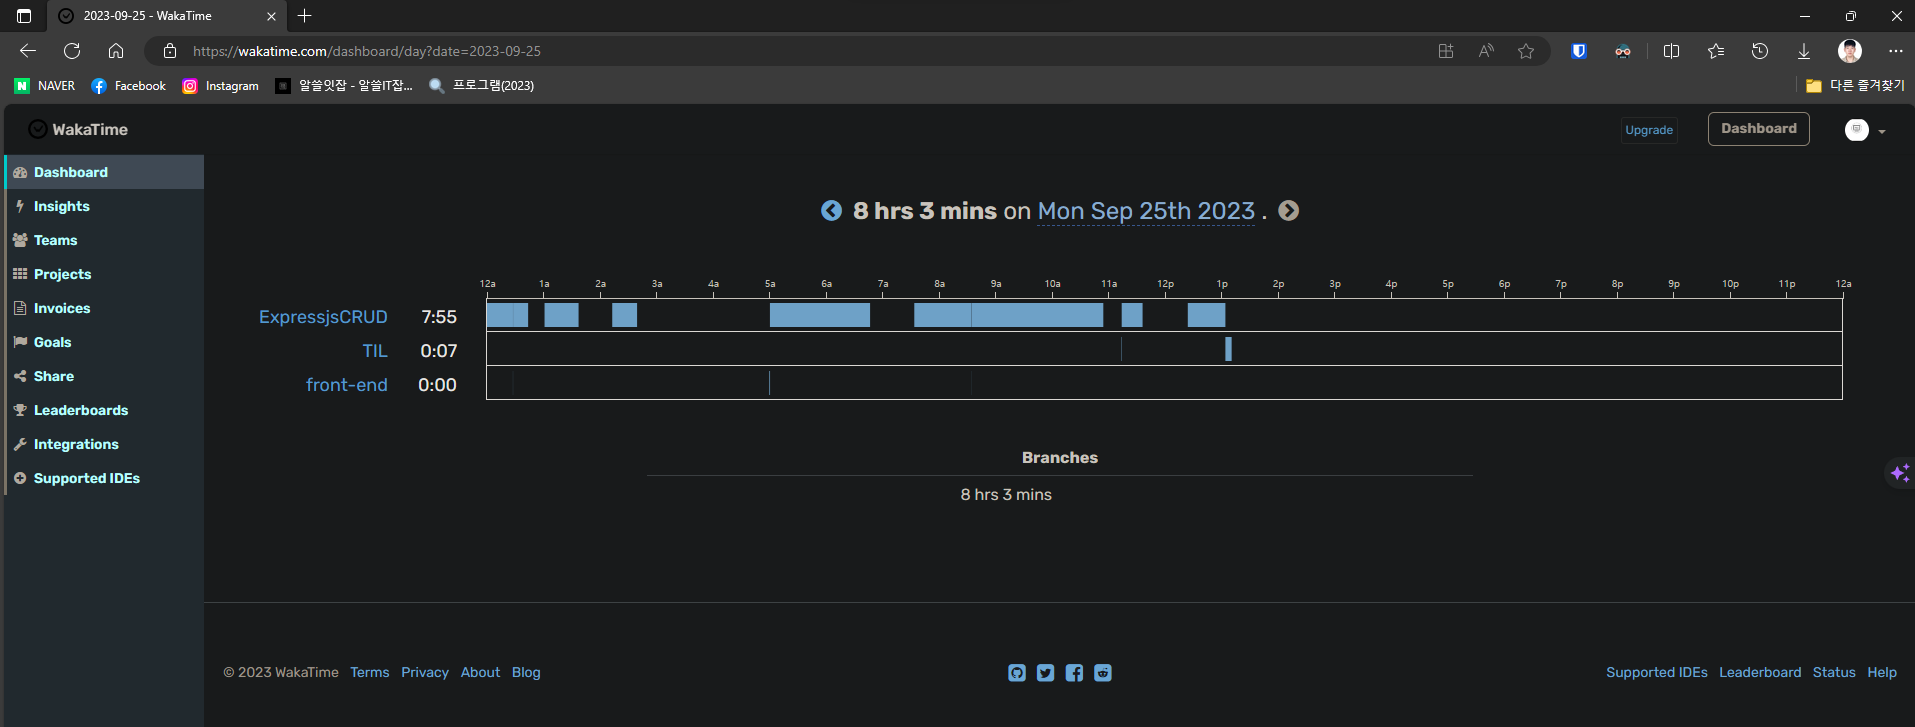 2023-09-25 - WakaTime
https://wakatime.com/dashboard/day?date=2023-09-25
NAVER Facebook Instagram 알쓸잇잡 - 알쓸IT잡... 프로그램(2023) 다른 즐겨찾기
WakaTime Upgrade Dashboard
Dashboard
Insights
Teams
Projects
Invoices
Goals
Share
Leaderboards
Integrations
Supported IDEs
8 hrs 3 mins on Mon Sep 25th 2023 .
12a 1a 2a 3a 4a 5a 6a 7a 8a 9a 10a 11a 12p 1p 2p 3p 4p 5p 6p 7p 8p 9p 10p 11p 12a
ExpressjsCRUD 7:55
TIL 0:07
front-end 0:00
Branches
8 hrs 3 mins
© 2023 WakaTime Terms Privacy About Blog Supported IDEs Leaderboard Status Help